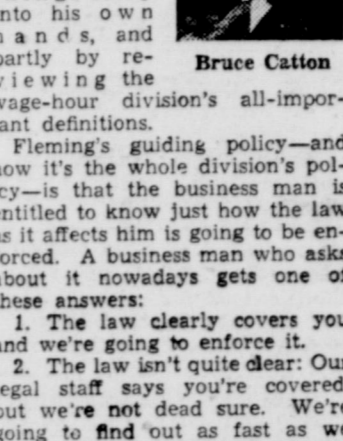 nto his own
ands, and
partly by re-
viewing the
wage-hour division's all-impor-
ant definitions.
Bruce Catton
Fleming's guiding policy—and
now it's the whole division's pol-
cy—is that the business man is
entitled to know just how the law
as it affects him is going to be en-
forced. A business man who asks
about it nowadays gets one of
these answers:
1. The law clearly covers you
and we're going to enforce it.
2. The law isn't quite clear: Our
legal staff says you're covered
but we're not dead sure. We're
going to find out as fast as we